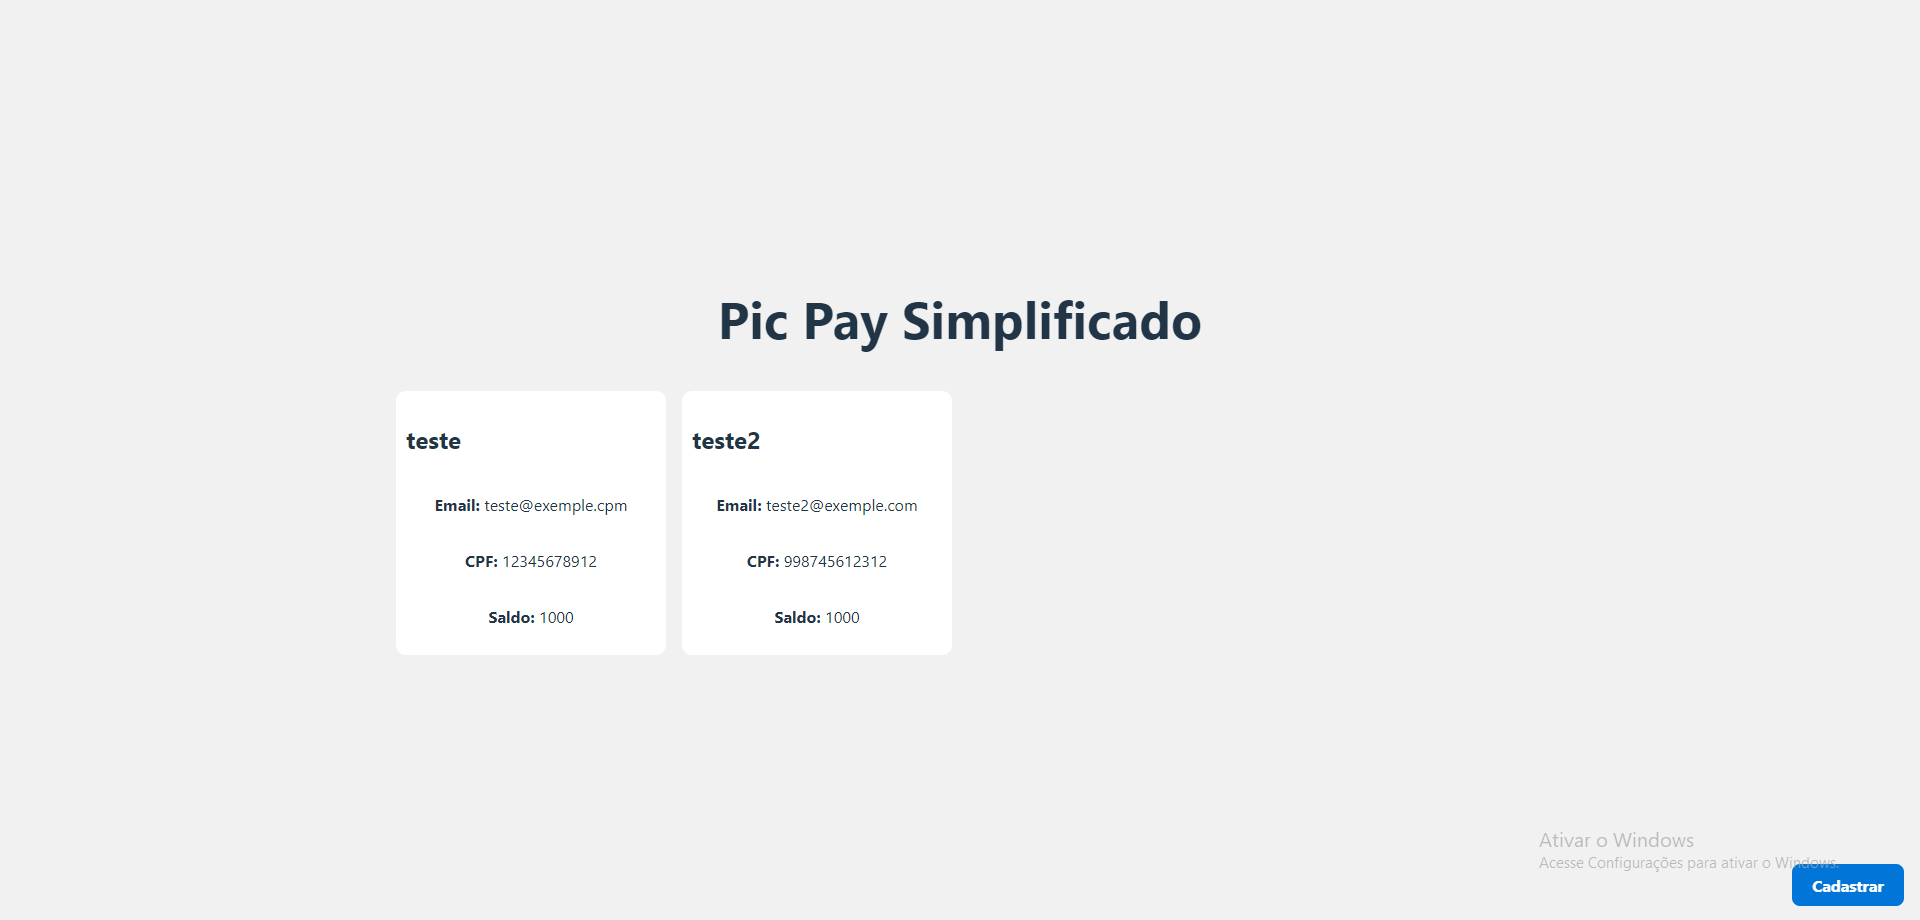 Pic Pay Simplificado
teste
Email: teste@exemple.cpm
CPF: 12345678912
Saldo: 1000
teste2
Email: teste2@exemple.com
CPF: 998745612312
Saldo: 1000
Ativar o Windows
Acesse Configurações para ativar o Windows.
Cadastrar